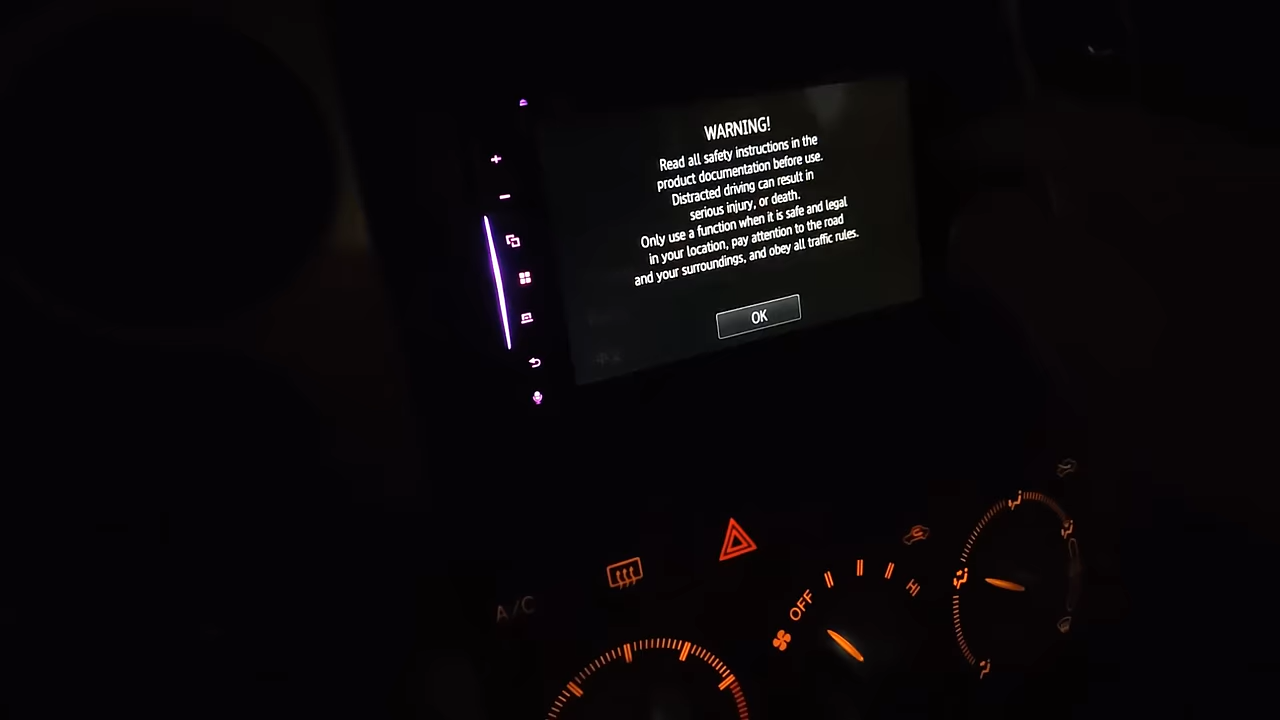 WARNING!
Read all safety instructions in the
product documentation before use.
Distracted driving can result in
serious injury, or death.
Only use a function when it is safe and legal
in your location, pay attention to the road
and your surroundings, and obey all traffic rules.
OK
A/C
OFF
HI